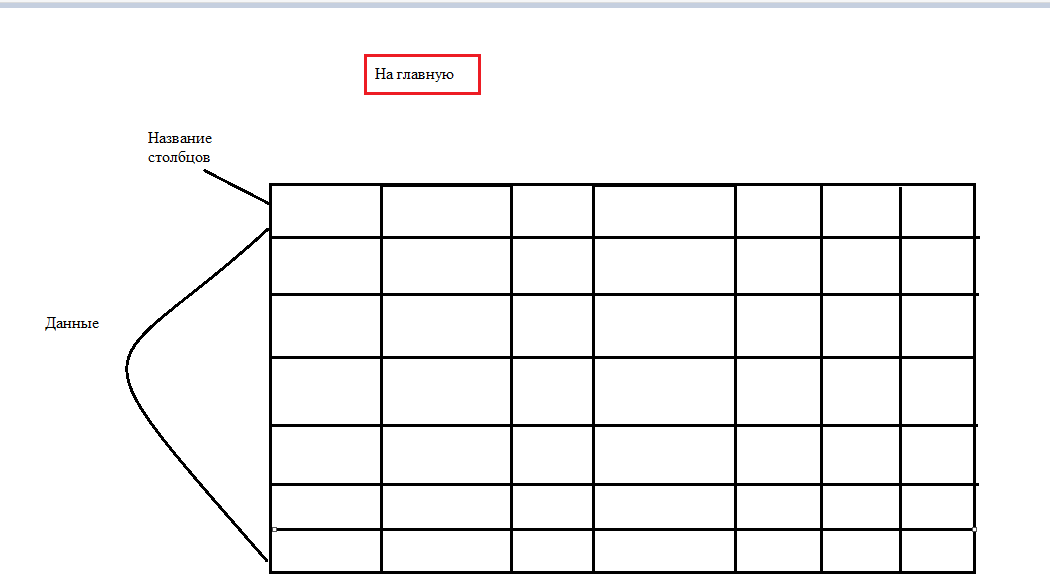 На главную
Название
столбцов
Данные